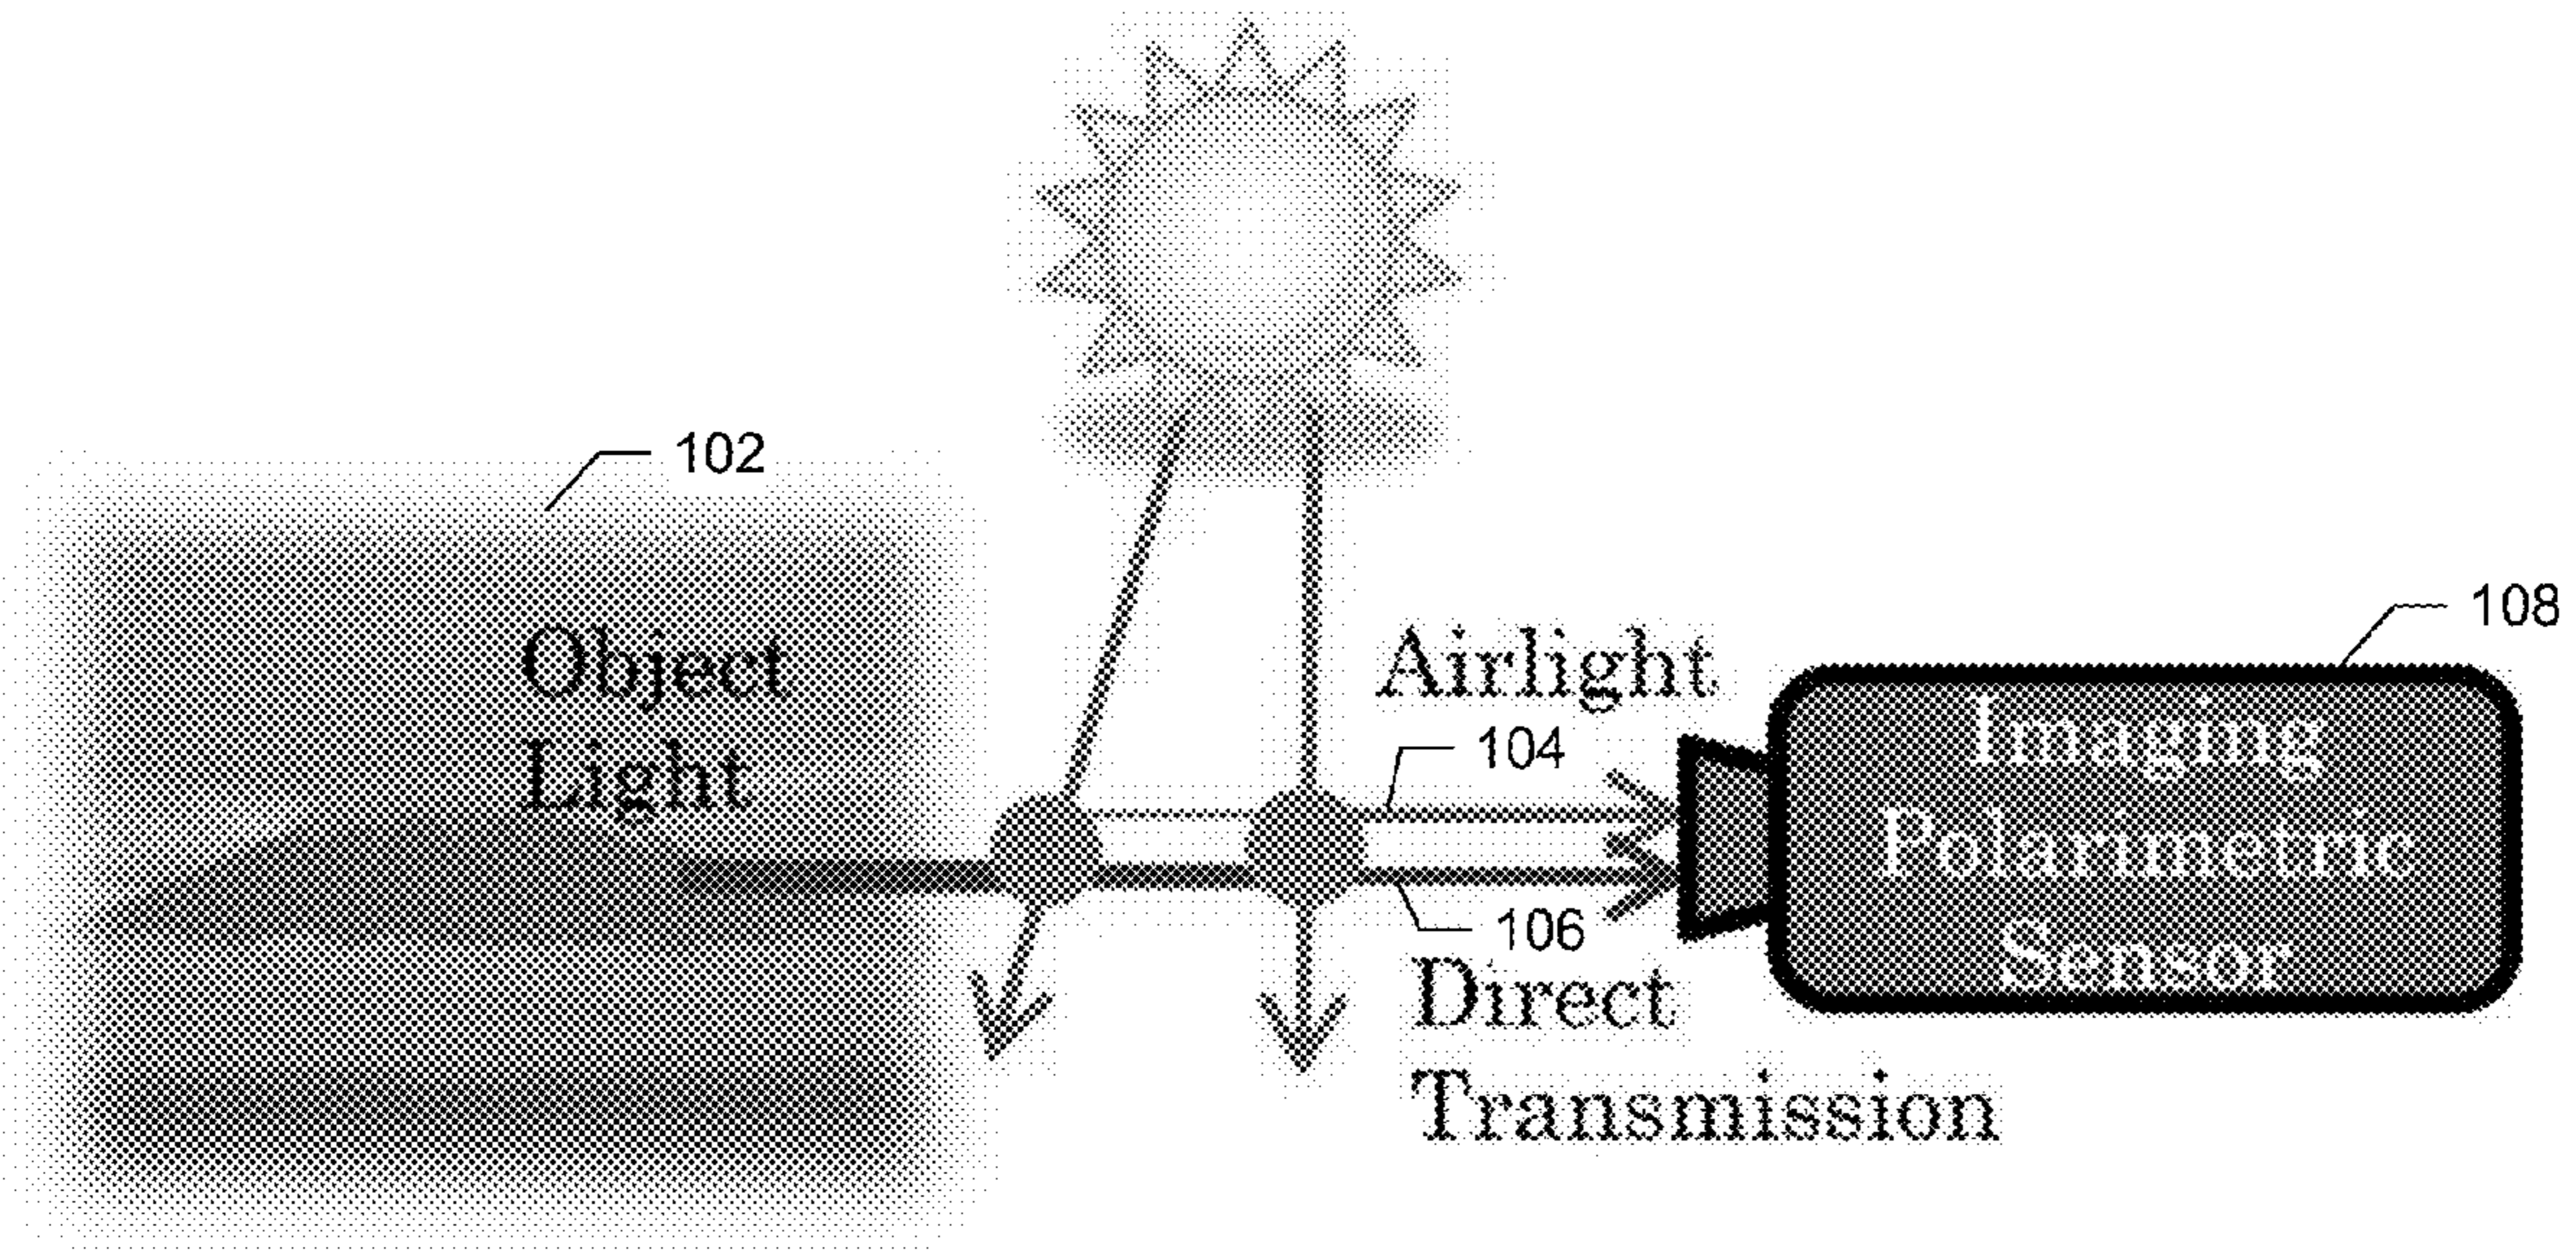 102
Object
Light
Airlight
104
106
Direct
Transmission
108
Imaging
Polarimetric
Sensor